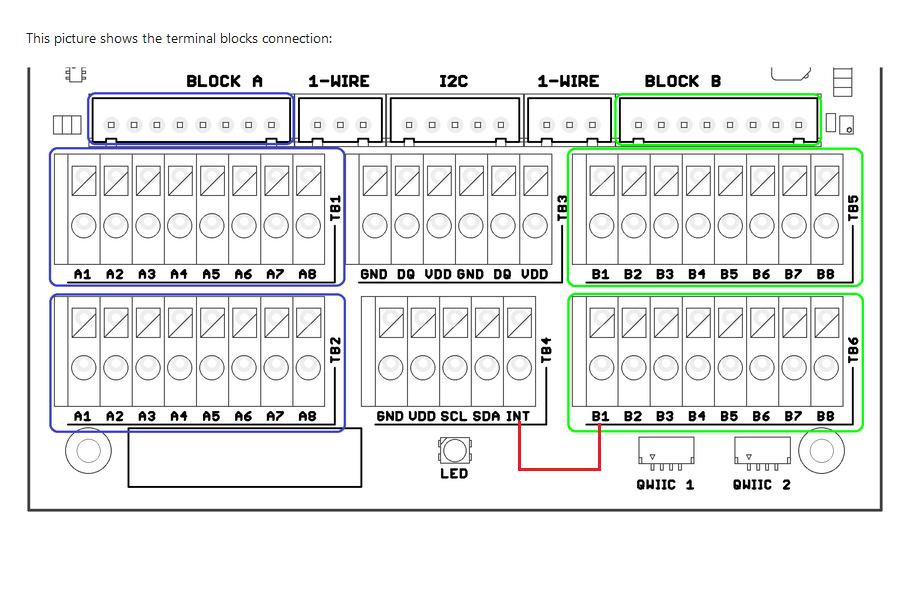 This picture shows the terminal blocks connection:
BLOCK A 1-WIRE I2C 1-WIRE BLOCK B
TB1 TB3 TB5
A1 A2 A3 A4 A5 A6 A7 A8 GND DQ VDD GND DQ VDD B1 B2 B3 B4 B5 B6 B7 B8
TB2 TB4 TB6
A1 A2 A3 A4 A5 A6 A7 A8 GND VDD SCL SDA INT B1 B2 B3 B4 B5 B6 B7 B8
LED
QWIIC 1 QWIIC 2